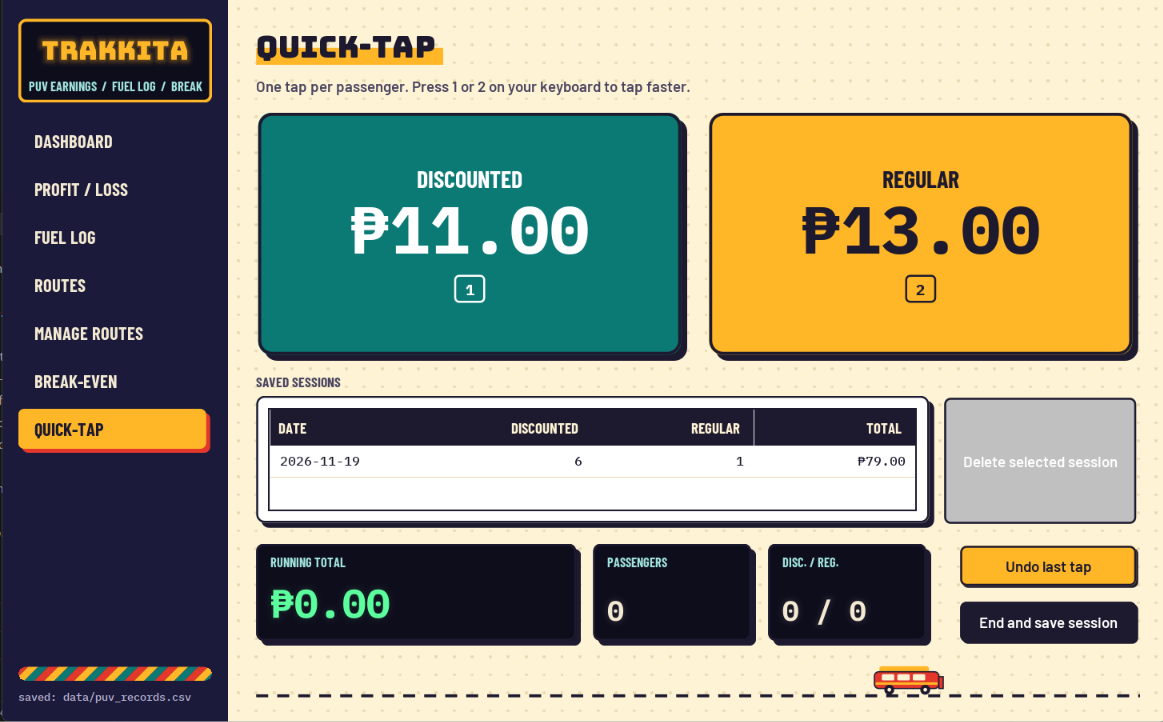 TRAKKITA
PUV EARNINGS / FUEL LOG / BREAK
DASHBOARD
PROFIT / LOSS
FUEL LOG
ROUTES
MANAGE ROUTES
BREAK-EVEN
QUICK-TAP
saved: data/puv_records.csv
QUICK-TAP
One tap per passenger. Press 1 or 2 on your keyboard to tap faster.
DISCOUNTED
₱11.00
1
REGULAR
₱13.00
2
SAVED SESSIONS
DATE DISCOUNTED REGULAR TOTAL
2026-11-19 6 1 ₱79.00
Delete selected session
RUNNING TOTAL
₱0.00
PASSENGERS
0
DISC. / REG.
0 / 0
Undo last tap
End and save session